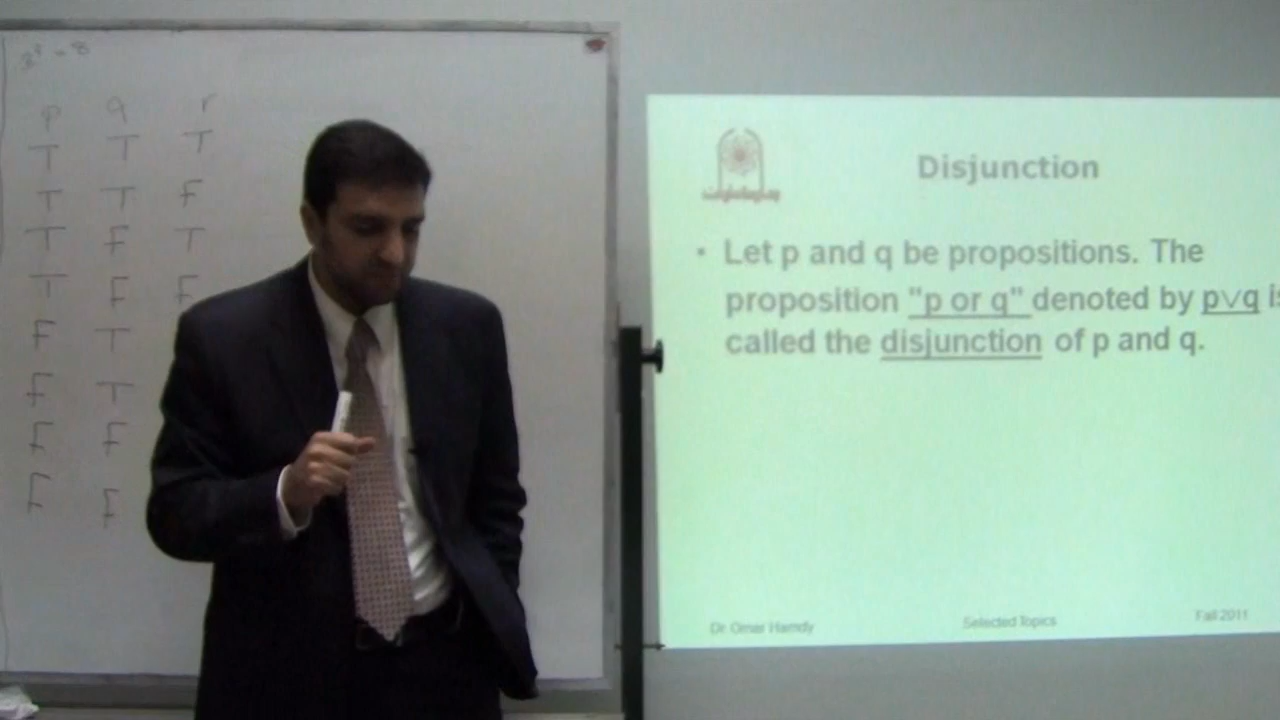 2³ = 8
p q r
T T T
T T F
T F T
T F F
F T
F T
F F
F F
Disjunction
• Let p and q be propositions. The
proposition "p or q" denoted by p∨q is
called the disjunction of p and q.
Dr Omar Hamdy Selected Topics Fall 2011